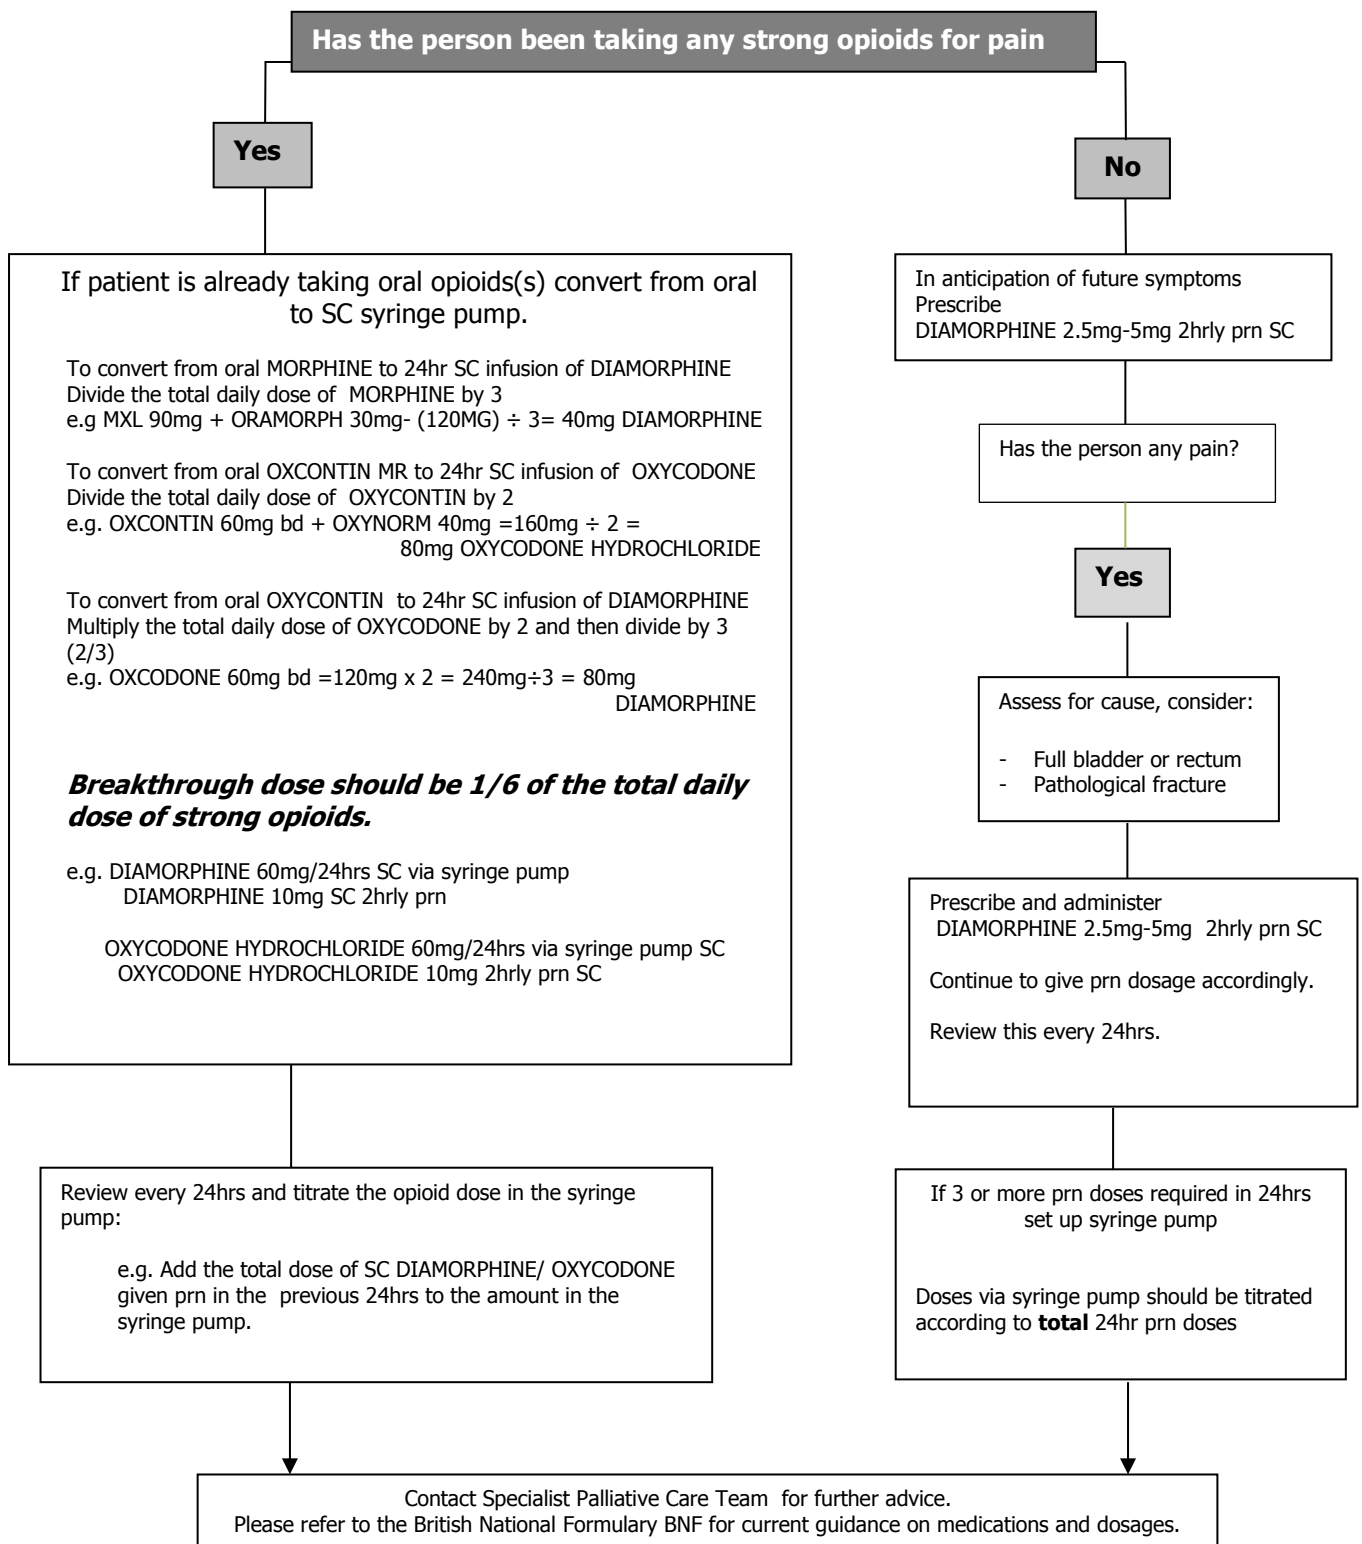 Has the person been taking any strong opioids for pain
Yes
If patient is already taking oral opioids(s) convert from oral
to SC syringe pump.
To convert from oral MORPHINE to 24hr SC infusion of DIAMORPHINE
Divide the total daily dose of MORPHINE by 3
e.g MXL 90mg + ORAMORPH 30mg- (120MG) ÷ 3= 40mg DIAMORPHINE
To convert from oral OXCONTIN MR to 24hr SC infusion of OXYCODONE
Divide the total daily dose of OXYCONTIN by 2
e.g. OXCONTIN 60mg bd + OXYNORM 40mg =160mg ÷ 2 =
80mg OXYCODONE HYDROCHLORIDE
To convert from oral OXYCONTIN to 24hr SC infusion of DIAMORPHINE
Multiply the total daily dose of OXYCODONE by 2 and then divide by 3
(2/3)
e.g. OXCODONE 60mg bd =120mg x 2 = 240mg÷3 = 80mg
DIAMORPHINE
Breakthrough dose should be 1/6 of the total daily
dose of strong opioids.
e.g. DIAMORPHINE 60mg/24hrs SC via syringe pump
DIAMORPHINE 10mg SC 2hrly prn
OXYCODONE HYDROCHLORIDE 60mg/24hrs via syringe pump SC
OXYCODONE HYDROCHLORIDE 10mg 2hrly prn SC
Review every 24hrs and titrate the opioid dose in the syringe
pump:
e.g. Add the total dose of SC DIAMORPHINE/ OXYCODONE
given prn in the previous 24hrs to the amount in the
syringe pump.
No
In anticipation of future symptoms
Prescribe
DIAMORPHINE 2.5mg-5mg 2hrly prn SC
Has the person any pain?
Yes
Assess for cause, consider:
- Full bladder or rectum
- Pathological fracture
Prescribe and administer
DIAMORPHINE 2.5mg-5mg 2hrly prn SC
Continue to give prn dosage accordingly.
Review this every 24hrs.
If 3 or more prn doses required in 24hrs
set up syringe pump
Doses via syringe pump should be titrated
according to total 24hr prn doses
Contact Specialist Palliative Care Team for further advice.
Please refer to the British National Formulary BNF for current guidance on medications and dosages.